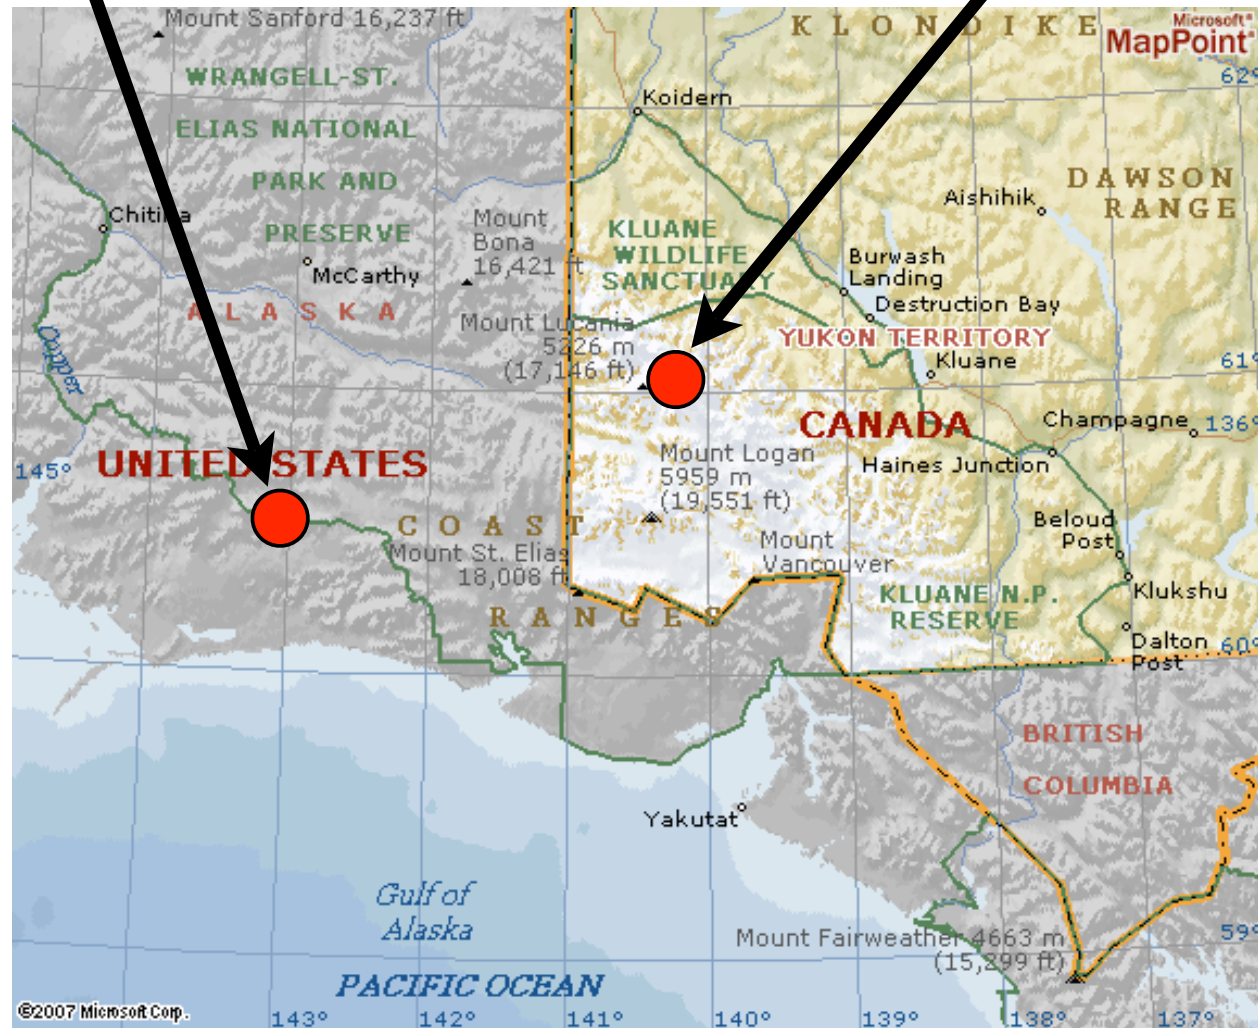 Mount Sanford 16,237 ft
KLONDIKE
Microsoft®
MapPoint®
62°
WRANGELL-ST.
ELIAS NATIONAL
PARK AND
PRESERVE
Koidern
DAWSON
RANGE
Aishihik
Chitina
McCarthy
Mount
Bona
16,421 ft
KLUANE
WILDLIFE
SANCTUARY
Burwash
Landing
Destruction Bay
ALASKA
Mount Lucania
5226 m
(17,146 ft)
YUKON TERRITORY
Kluane
61°
Copper
CANADA
Champagne
136°
Haines Junction
145°
UNITED STATES
Mount Logan
5959 m
(19,551 ft)
COAST
RANGES
Mount St. Elias
18,008 ft
Mount
Vancouver
Beloud
Post
Klukshu
KLUANE N.P.
RESERVE
Dalton
Post
60°
BRITISH
COLUMBIA
Yakutat
Gulf of
Alaska
Mount Fairweather 4663 m
(15,299 ft)
59°
PACIFIC OCEAN
©2007 Microsoft Corp.
143°
142°
141°
140°
139°
138°
137°